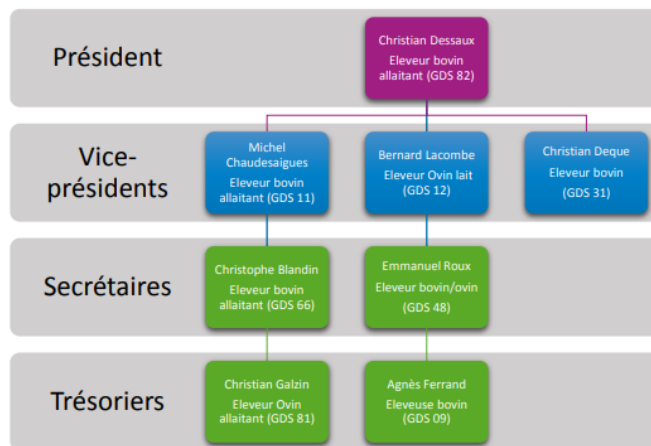 Président
Christian Dessaux
Eleveur bovin
allaitant (GDS 82)
Vice-
présidents
Michel
Chaudesaigues
Eleveur bovin
allaitant (GDS 11)
Bernard Lacombe
Eleveur Ovin lait
(GDS 12)
Christian Deque
Eleveur bovin
(GDS 31)
Secrétaires
Christophe Blandin
Eleveur bovin
allaitant (GDS 66)
Emmanuel Roux
Eleveur bovin/ovin
(GDS 48)
Trésoriers
Christian Galzin
Eleveur Ovin
allaitant (GDS 81)
Agnès Ferrand
Eleveuse bovin
(GDS 09)